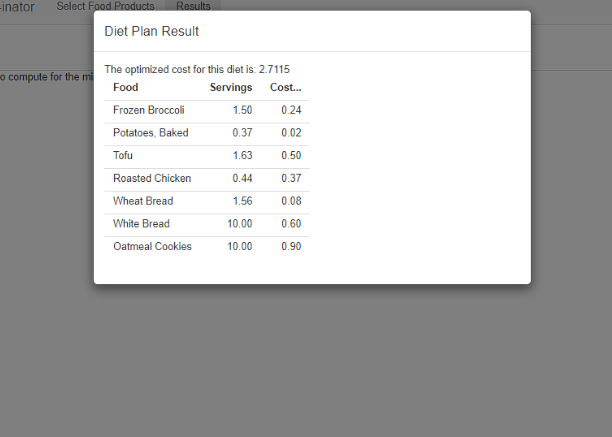 inator Select Food Products Results
Diet Plan Result
o compute for the mi
The optimized cost for this diet is: 2.7115
Food Servings Cost...
Frozen Broccoli 1.50 0.24
Potatoes, Baked 0.37 0.02
Tofu 1.63 0.50
Roasted Chicken 0.44 0.37
Wheat Bread 1.56 0.08
White Bread 10.00 0.60
Oatmeal Cookies 10.00 0.90